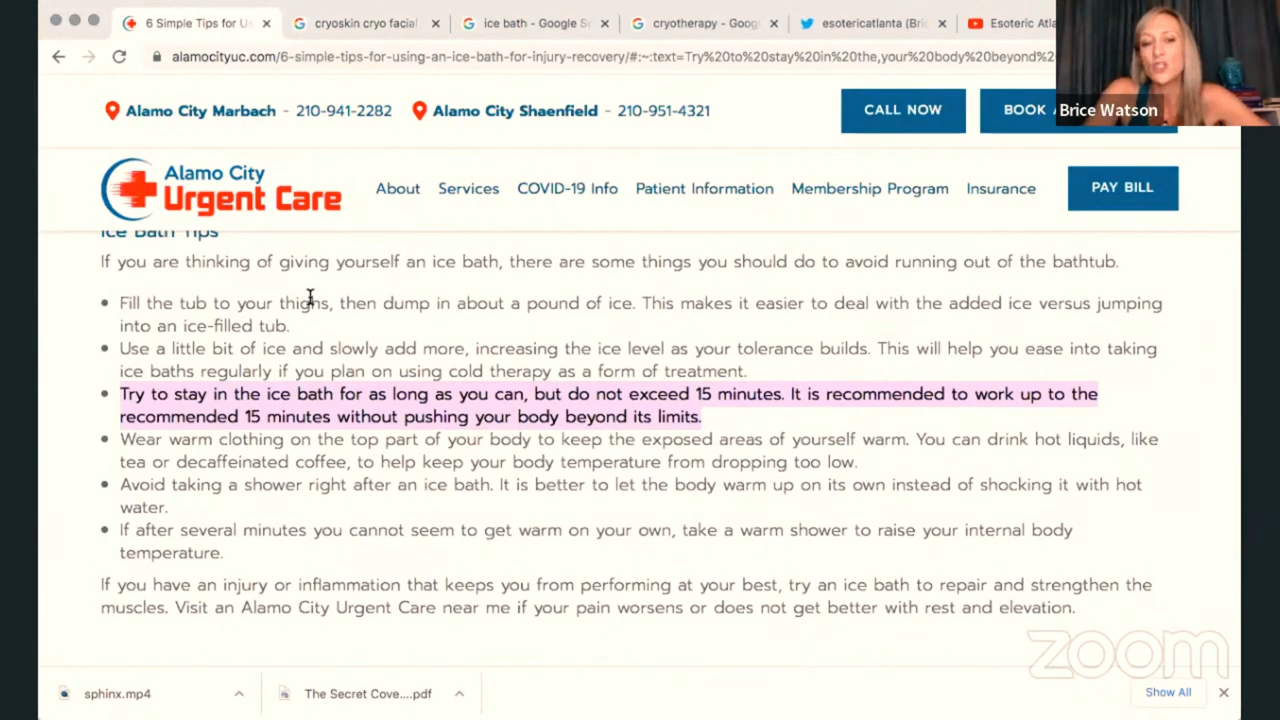 6 Simple Tips for U
cryoskin cryo facial
ice bath - Google Se
cryotherapy - Goog
esotericatlanta (Bri
Esoteric Atla
alamocityuc.com/6-simple-tips-for-using-an-ice-bath-for-injury-recovery/#:~:text=Try%20to%20stay%20in%20the,your%20body%20beyond%2
Brice Watson
Alamo City Marbach - 210-941-2282
Alamo City Shaenfield - 210-951-4321
CALL NOW
BOOK
Alamo City
Urgent Care
About
Services
COVID-19 Info
Patient Information
Membership Program
Insurance
PAY BILL
Ice Bath Tips
If you are thinking of giving yourself an ice bath, there are some things you should do to avoid running out of the bathtub.
Fill the tub to your thighs, then dump in about a pound of ice. This makes it easier to deal with the added ice versus jumping
into an ice-filled tub.
Use a little bit of ice and slowly add more, increasing the ice level as your tolerance builds. This will help you ease into taking
ice baths regularly if you plan on using cold therapy as a form of treatment.
Try to stay in the ice bath for as long as you can, but do not exceed 15 minutes. It is recommended to work up to the
recommended 15 minutes without pushing your body beyond its limits.
Wear warm clothing on the top part of your body to keep the exposed areas of yourself warm. You can drink hot liquids, like
tea or decaffeinated coffee, to help keep your body temperature from dropping too low.
Avoid taking a shower right after an ice bath. It is better to let the body warm up on its own instead of shocking it with hot
water.
If after several minutes you cannot seem to get warm on your own, take a warm shower to raise your internal body
temperature.
If you have an injury or inflammation that keeps you from performing at your best, try an ice bath to repair and strengthen the
muscles. Visit an Alamo City Urgent Care near me if your pain worsens or does not get better with rest and elevation.
zoom
sphinx.mp4
The Secret Cove....pdf
Show All